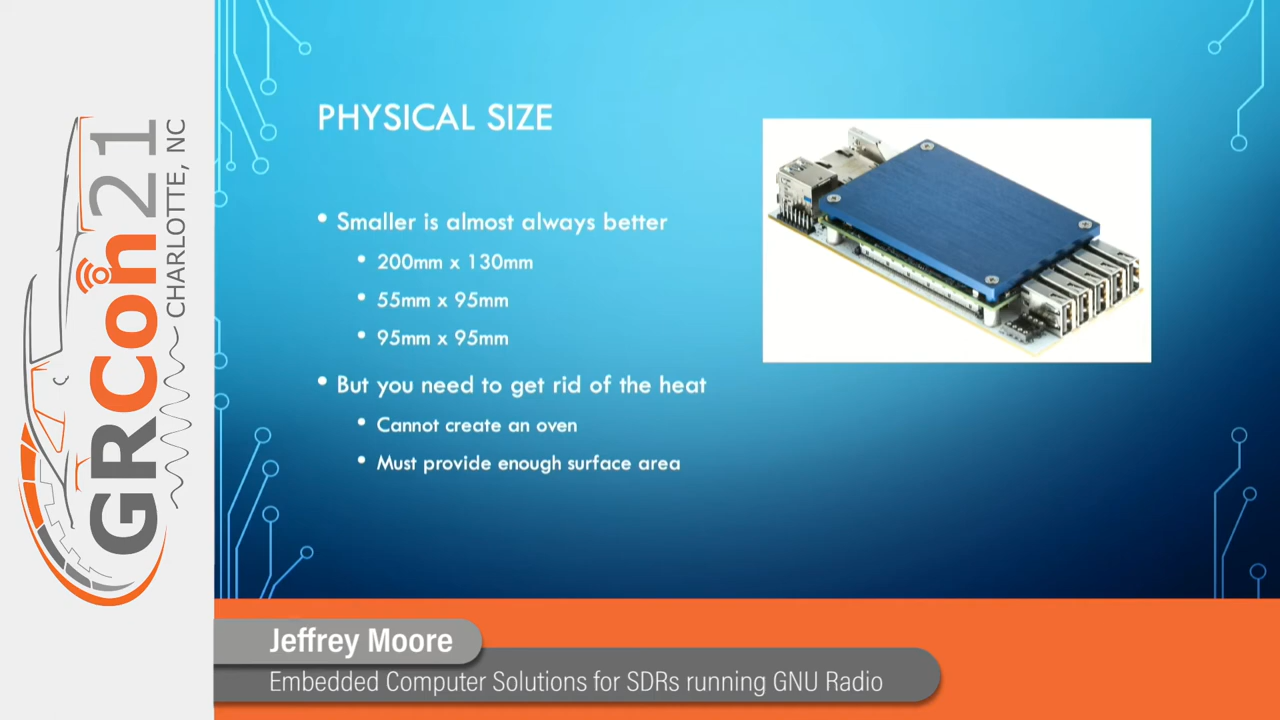 GRCon21
CHARLOTTE, NC
PHYSICAL SIZE
• Smaller is almost always better
• 200mm x 130mm
• 55mm x 95mm
• 95mm x 95mm
• But you need to get rid of the heat
• Cannot create an oven
• Must provide enough surface area
Jeffrey Moore
Embedded Computer Solutions for SDRs running GNU Radio